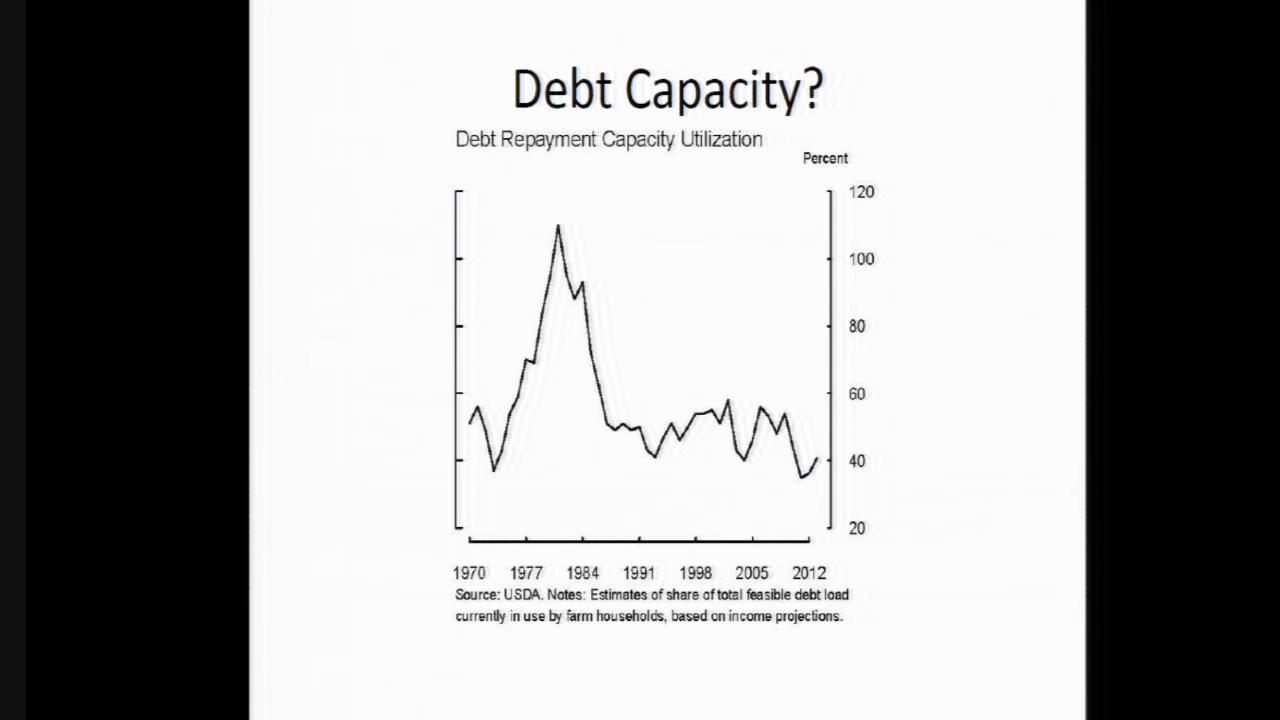 Debt Capacity?
Debt Repayment Capacity Utilization
Percent
120
100
80
60
40
20
1970 1977 1984 1991 1998 2005 2012
Source: USDA. Notes: Estimates of share of total feasible debt load
currently in use by farm households, based on income projections.